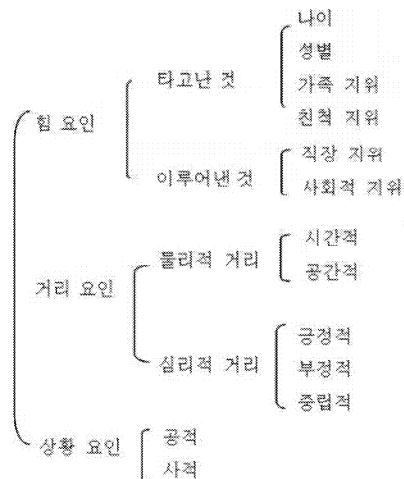 나이
성별
타고난 것
가족 지위
친척 지위
힘 요인
직장 지위
이루어낸 것
사회적 지위
시간적
물리적 거리
공간적
거리 요인
긍정적
심리적 거리
부정적
중립적
공적
상황 요인
사적